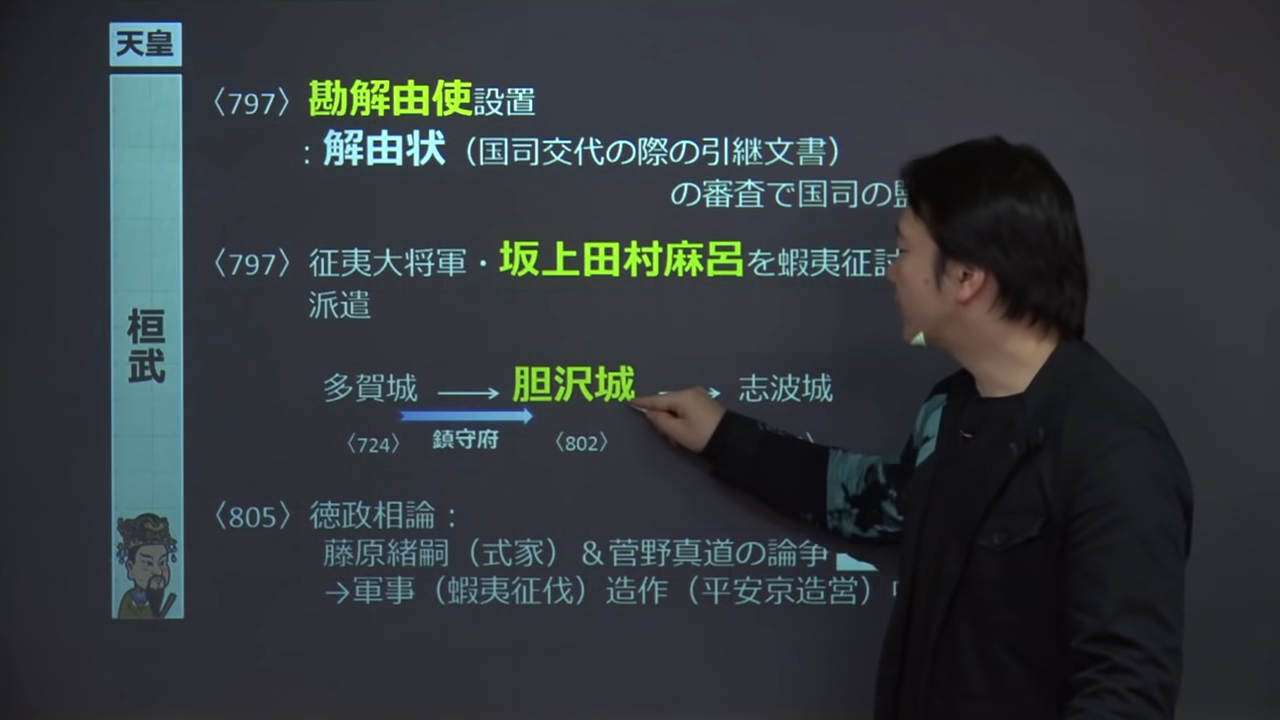 天皇
桓武
〈797〉勘解由使設置
:解由状（国司交代の際の引継文書）
の審査で国司の
〈797〉征夷大将軍・坂上田村麻呂を蝦夷征討
派遣
多賀城 → 胆沢城 → 志波城
〈724〉 鎮守府 〈802〉
〈805〉徳政相論：
藤原緒嗣（式家）＆菅野真道の論争
→軍事（蝦夷征伐）造作（平安京造営）